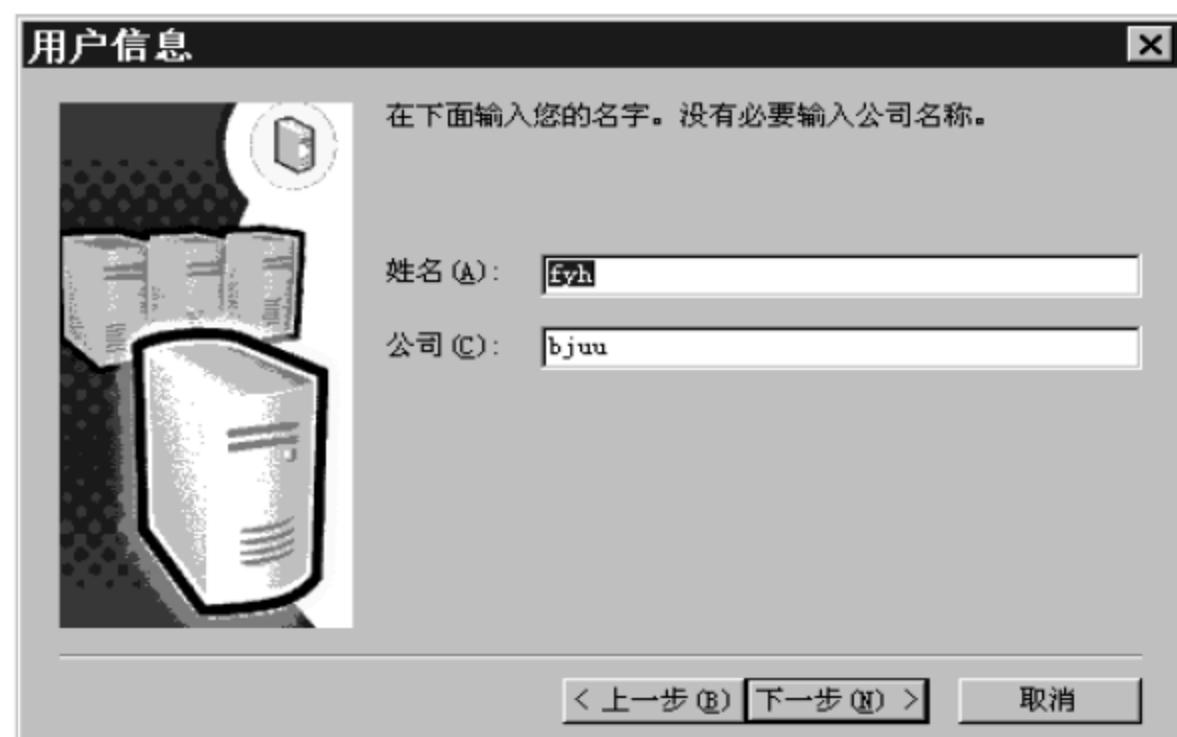 用户信息
在下面输入您的名字。没有必要输入公司名称。
姓名(A): fyh
公司(C): bjuu
< 上一步(B) 下一步(N) > 取消